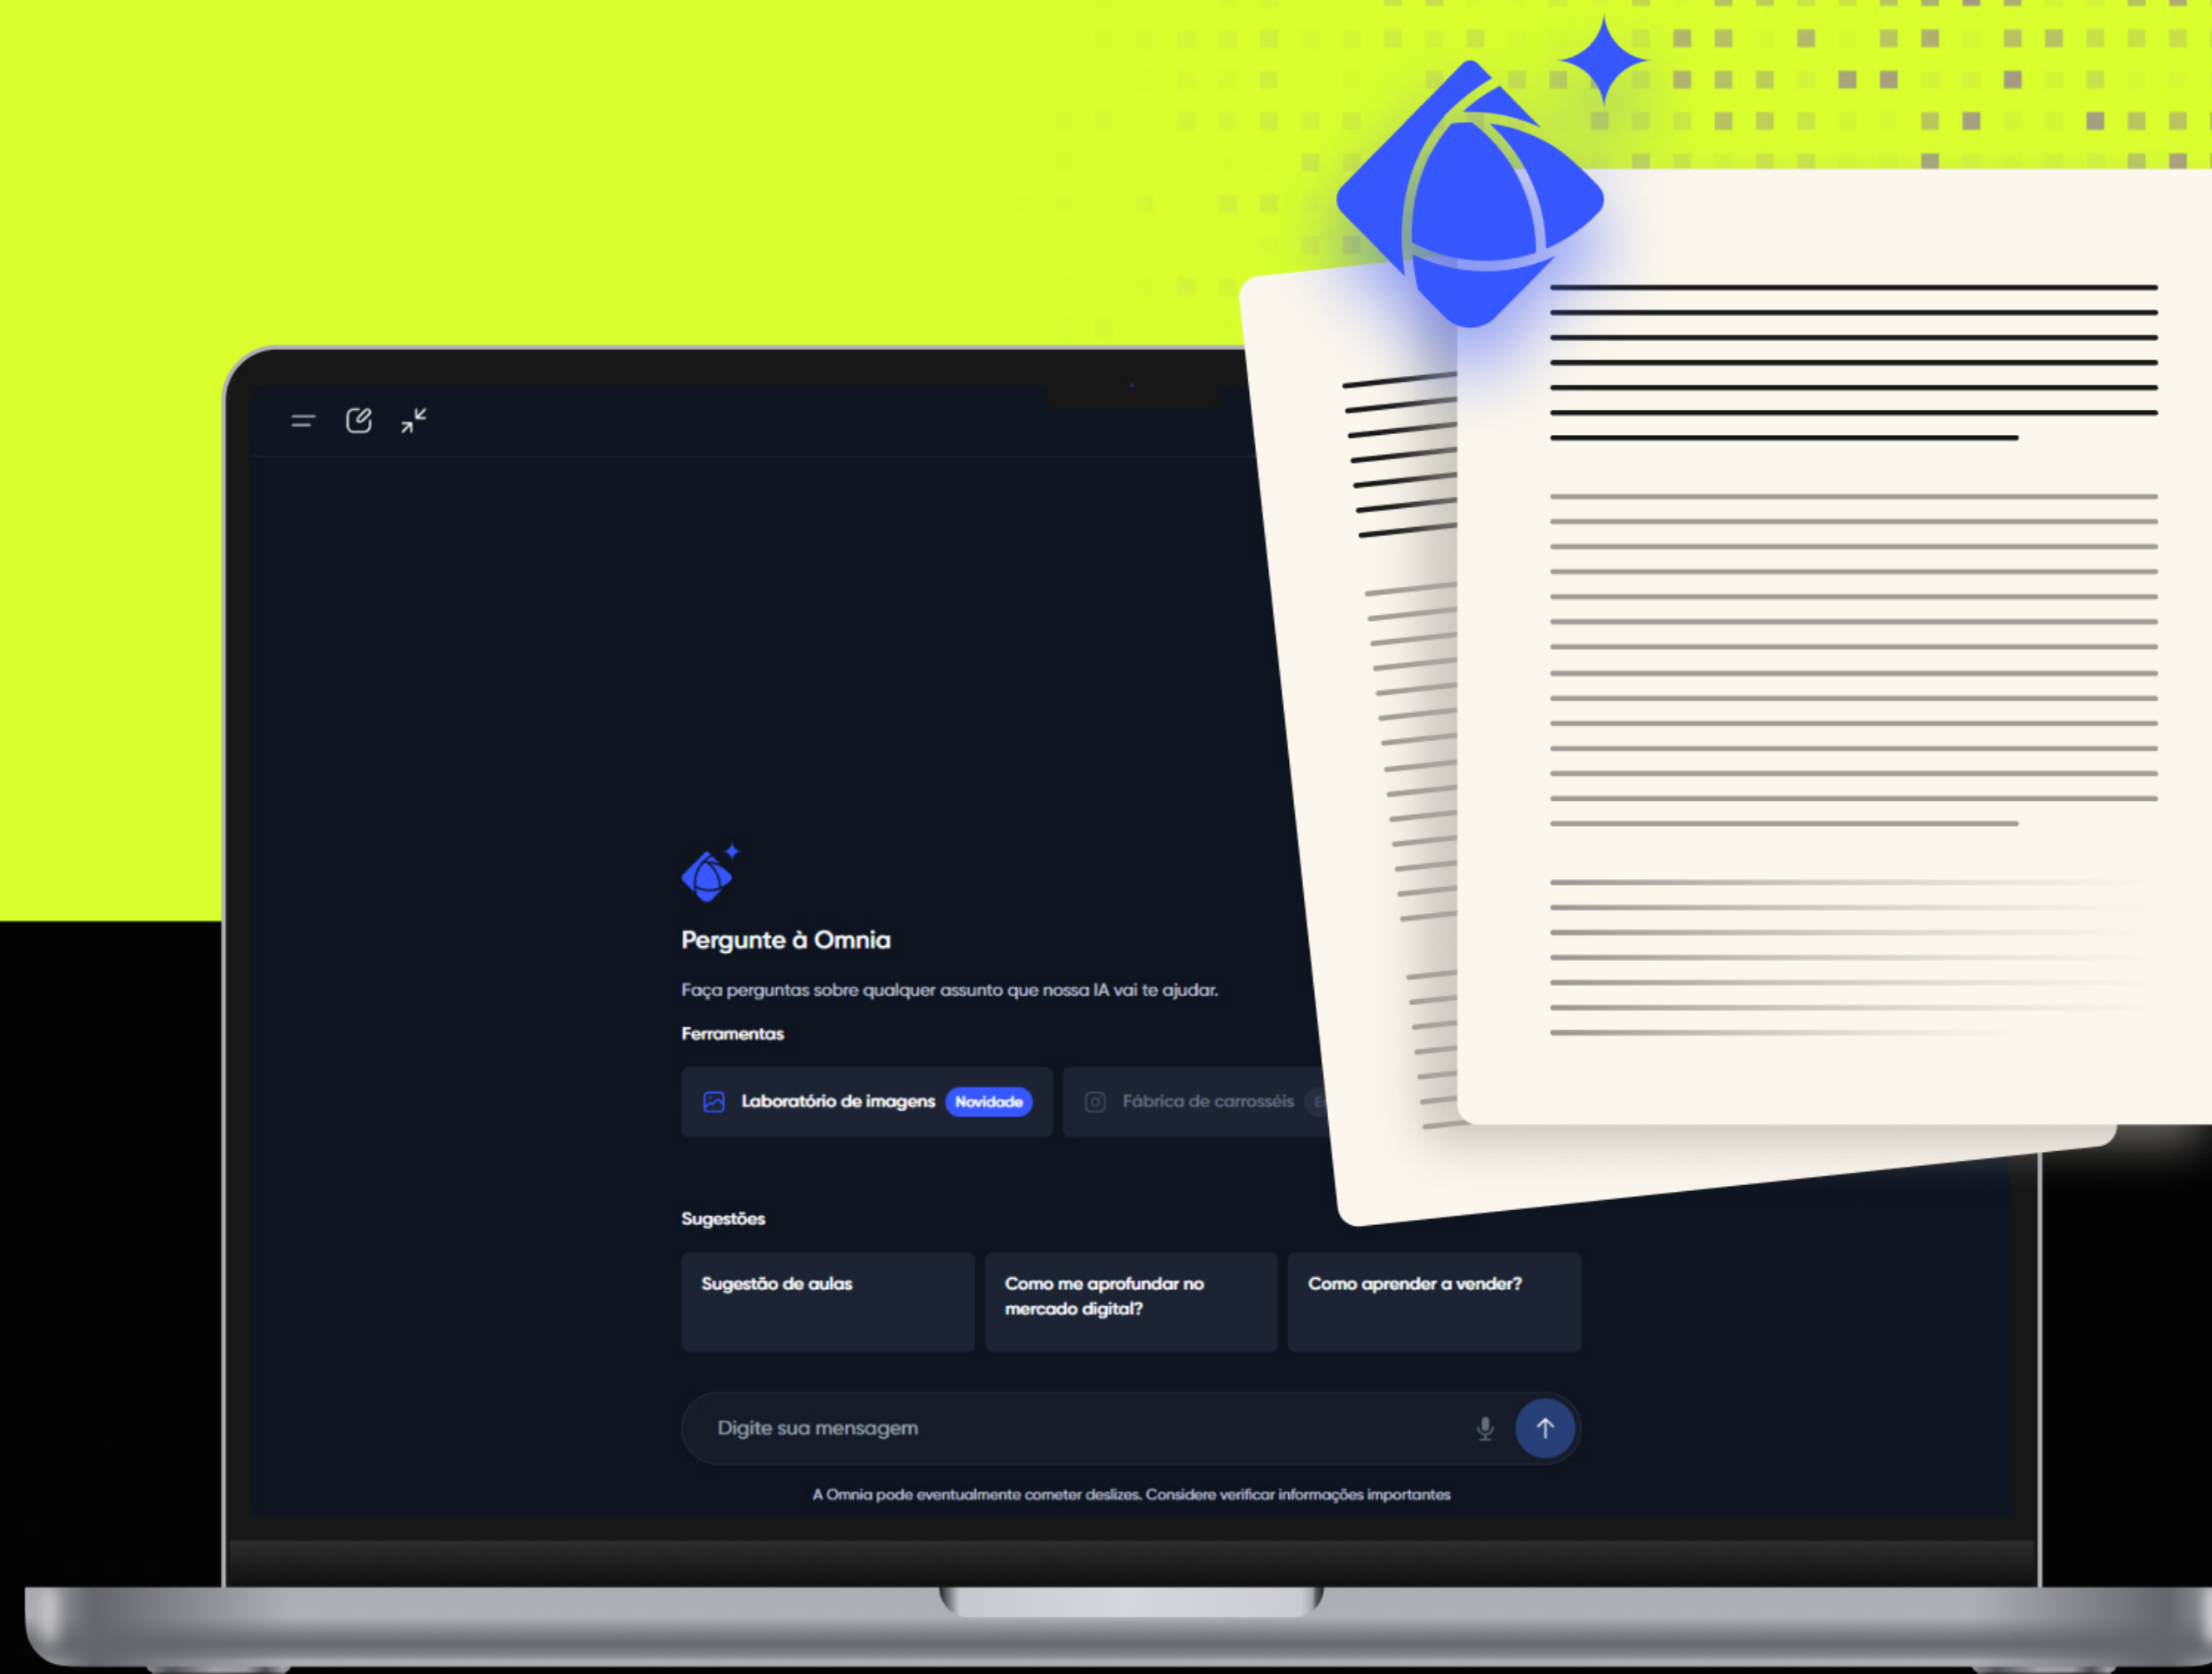 Pergunte à Omnia
Faça perguntas sobre qualquer assunto que nossa IA vai te ajudar.
Ferramentas
Laboratório de imagens Novidade
Fábrica de carrosséis
Sugestões
Sugestão de aulas
Como me aprofundar no
mercado digital?
Como aprender a vender?
Digite sua mensagem
A Omnia pode eventualmente cometer deslizes. Considere verificar informações importantes